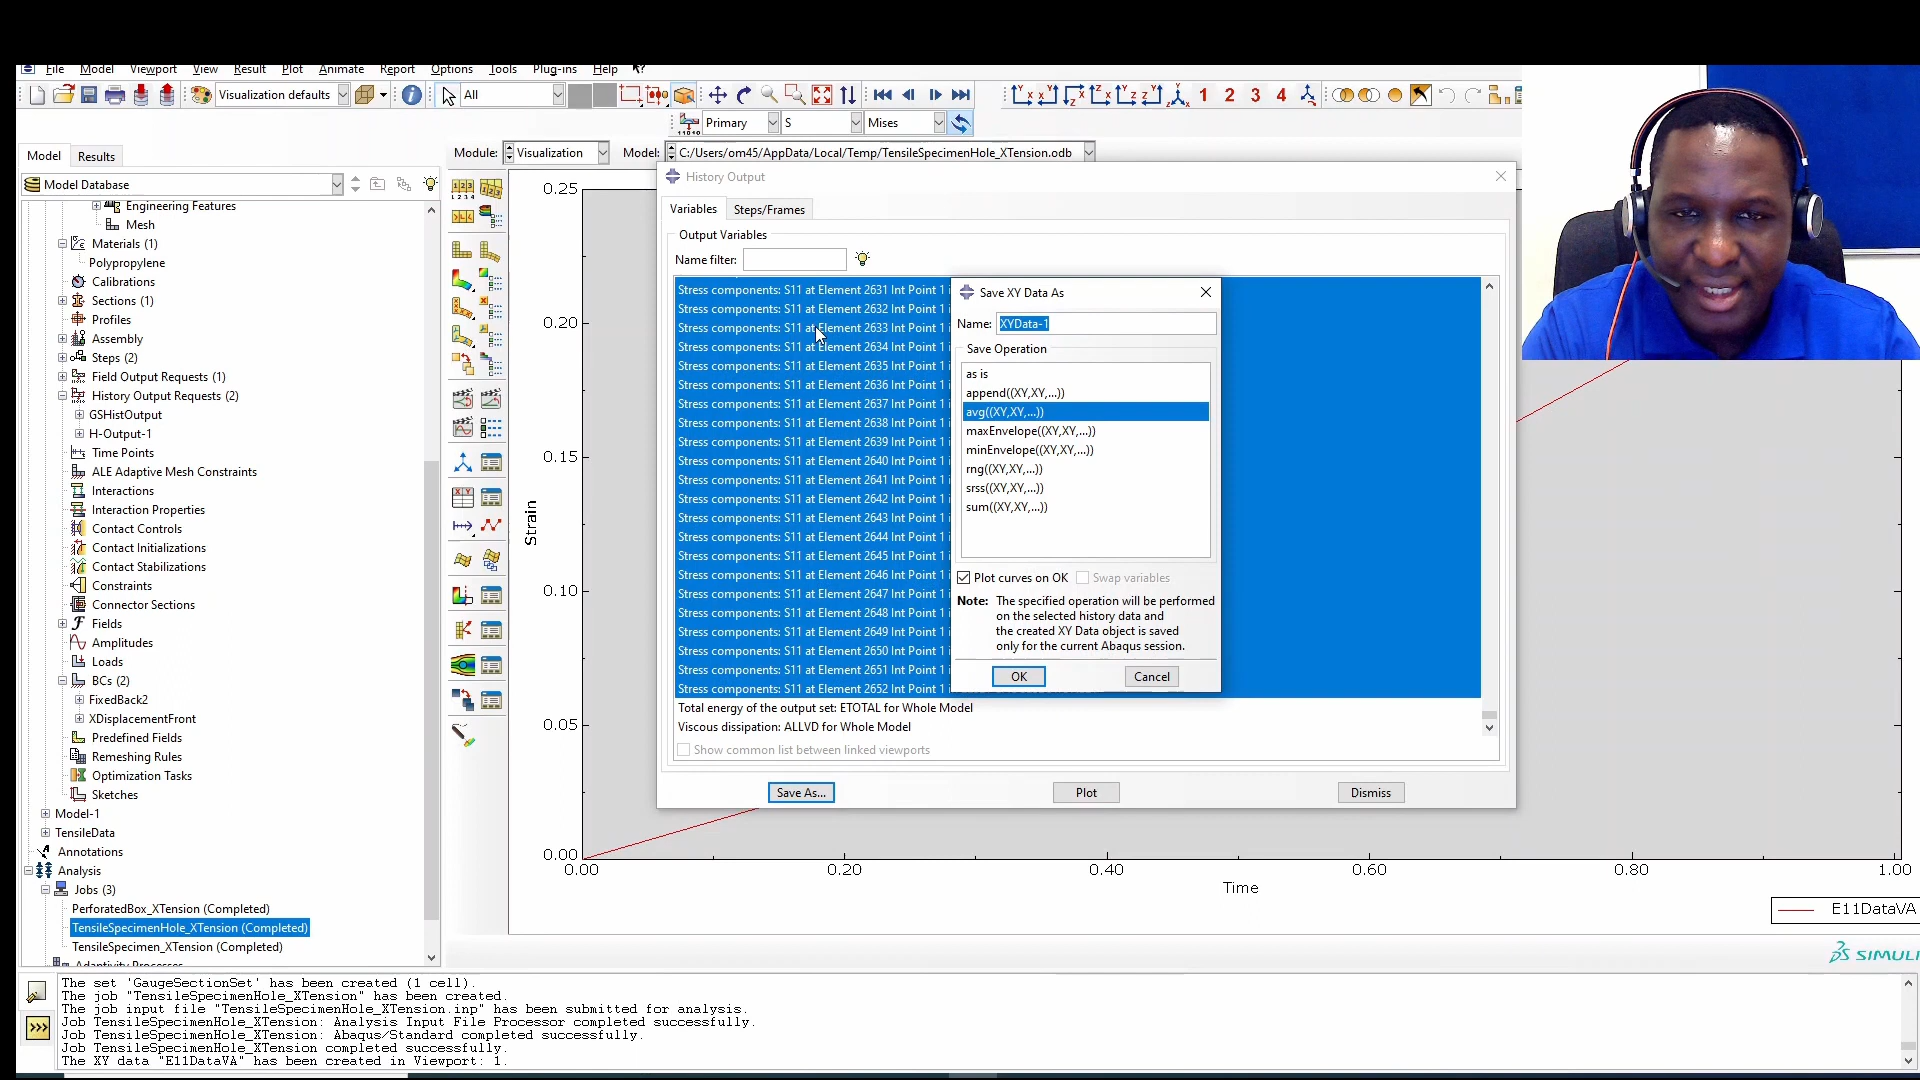 File Model Viewport View Result Plot Animate Report Options Tools Plug-ins Help
Visualization defaults
All
1 2 3 4
Primary
S
Mises
Model Results
Module: Visualization
Model: C:/Users/om45/AppData/Local/Temp/TensileSpecimenHole_XTension.odb
Model Database
Engineering Features
Mesh
Materials (1)
Polypropylene
Calibrations
Sections (1)
Profiles
Assembly
Steps (2)
Field Output Requests (1)
History Output Requests (2)
GSHistOutput
H-Output-1
Time Points
ALE Adaptive Mesh Constraints
Interactions
Interaction Properties
Contact Controls
Contact Initializations
Contact Stabilizations
Constraints
Connector Sections
Fields
Amplitudes
Loads
BCs (2)
FixedBack2
XDisplacementFront
Predefined Fields
Remeshing Rules
Optimization Tasks
Sketches
Model-1
TensileData
Annotations
Analysis
Jobs (3)
PerforatedBox_XTension (Completed)
TensileSpecimenHole_XTension (Completed)
TensileSpecimen_XTension (Completed)
Adaptivity Processes
0.25
0.20
0.15
0.10
0.05
0.00
Strain
0.00 0.20 0.40 0.60 0.80 1.00
Time
E11DataVA
SIMULI
History Output
Variables Steps/Frames
Output Variables
Name filter:
Stress components: S11 at Element 2631 Int Point 1 i
Stress components: S11 at Element 2632 Int Point 1 i
Stress components: S11 at Element 2633 Int Point 1 i
Stress components: S11 at Element 2634 Int Point 1 i
Stress components: S11 at Element 2635 Int Point 1 i
Stress components: S11 at Element 2636 Int Point 1 i
Stress components: S11 at Element 2637 Int Point 1 i
Stress components: S11 at Element 2638 Int Point 1 i
Stress components: S11 at Element 2639 Int Point 1 i
Stress components: S11 at Element 2640 Int Point 1 i
Stress components: S11 at Element 2641 Int Point 1 i
Stress components: S11 at Element 2642 Int Point 1 i
Stress components: S11 at Element 2643 Int Point 1 i
Stress components: S11 at Element 2644 Int Point 1 i
Stress components: S11 at Element 2645 Int Point 1 i
Stress components: S11 at Element 2646 Int Point 1 i
Stress components: S11 at Element 2647 Int Point 1 i
Stress components: S11 at Element 2648 Int Point 1 i
Stress components: S11 at Element 2649 Int Point 1 i
Stress components: S11 at Element 2650 Int Point 1 i
Stress components: S11 at Element 2651 Int Point 1 i
Stress components: S11 at Element 2652 Int Point 1 i
Total energy of the output set: ETOTAL for Whole Model
Viscous dissipation: ALLVD for Whole Model
Show common list between linked viewports
Save As... Plot Dismiss
Save XY Data As
Name: XYData-1
Save Operation
as is
append((XY,XY,...))
avg((XY,XY,...))
maxEnvelope((XY,XY,...))
minEnvelope((XY,XY,...))
rng((XY,XY,...))
srss((XY,XY,...))
sum((XY,XY,...))
Plot curves on OK Swap variables
Note: The specified operation will be performed
on the selected history data and
the created XY Data object is saved
only for the current Abaqus session.
OK Cancel
The set 'GaugeSectionSet' has been created (1 cell).
The job "TensileSpecimenHole_XTension" has been created.
The job input file "TensileSpecimenHole_XTension.inp" has been submitted for analysis.
Job TensileSpecimenHole_XTension: Analysis Input File Processor completed successfully.
Job TensileSpecimenHole_XTension: Abaqus/Standard completed successfully.
Job TensileSpecimenHole_XTension completed successfully.
The XY data "E11DataVA" has been created in Viewport: 1.